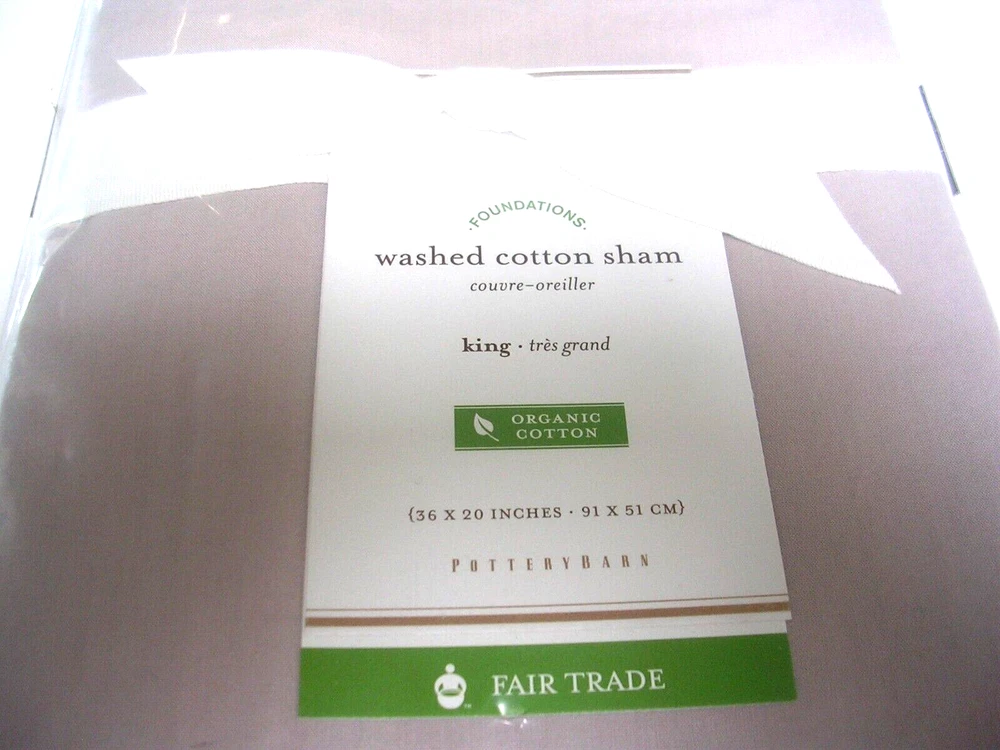 ·FOUNDATIONS·
washed cotton sham
couvre-oreiller
king · très grand
ORGANIC
COTTON
{36 X 20 INCHES · 91 X 51 CM}
POTTERYBARN
FAIR TRADE